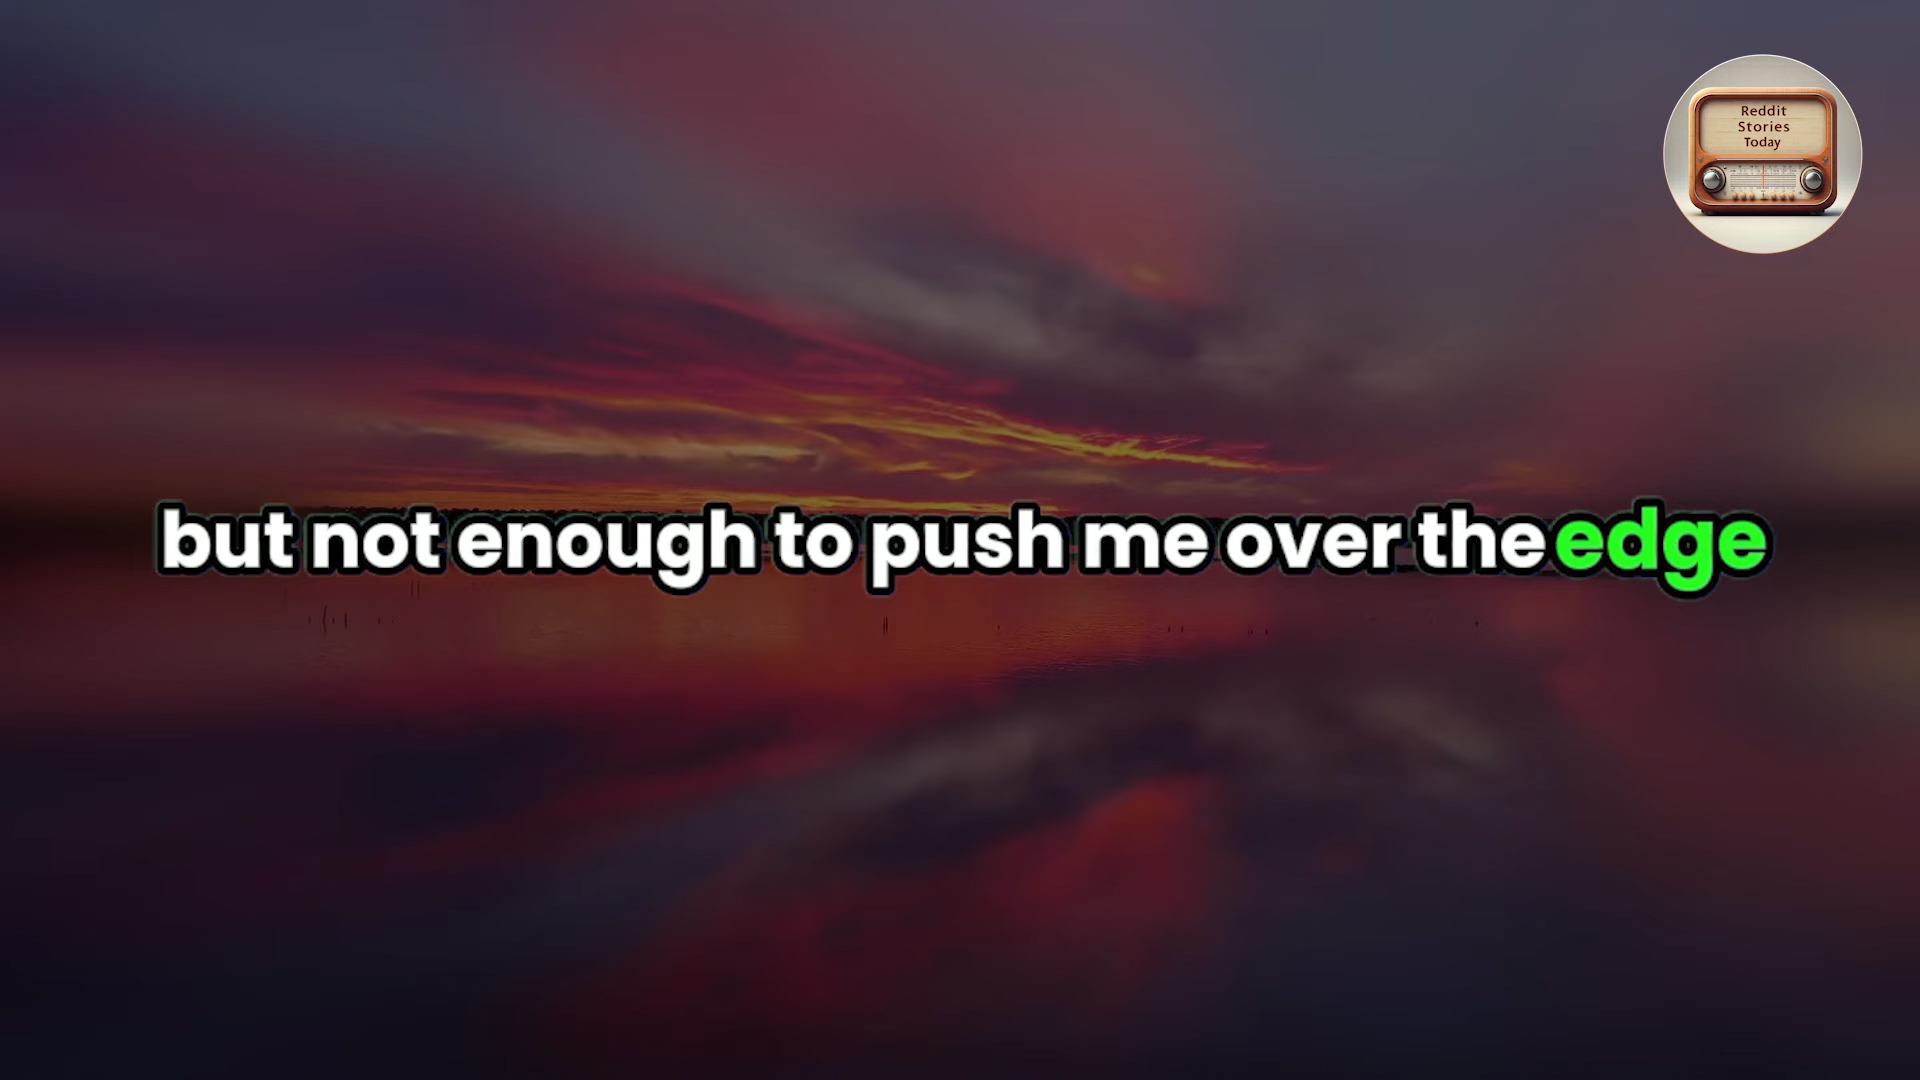 Reddit
Stories
Today
but not enough to push me over the edge